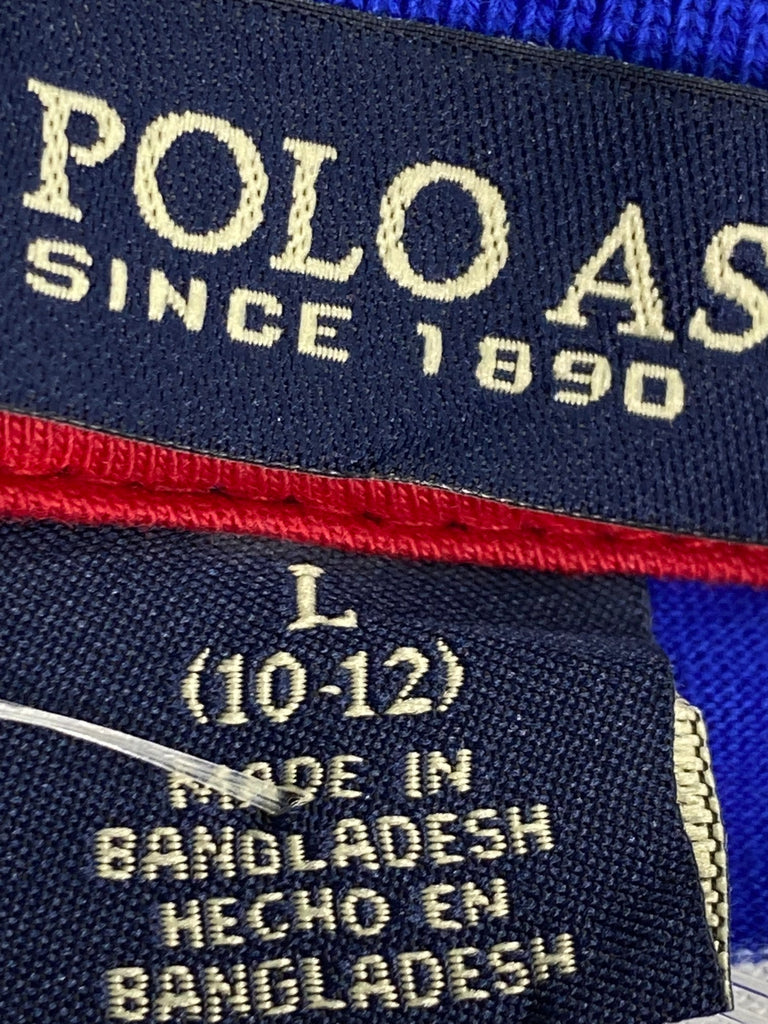 POLO AS
SINCE 1890
L
(10-12)
MADE IN
BANGLADESH
HECHO EN
BANGLADESH